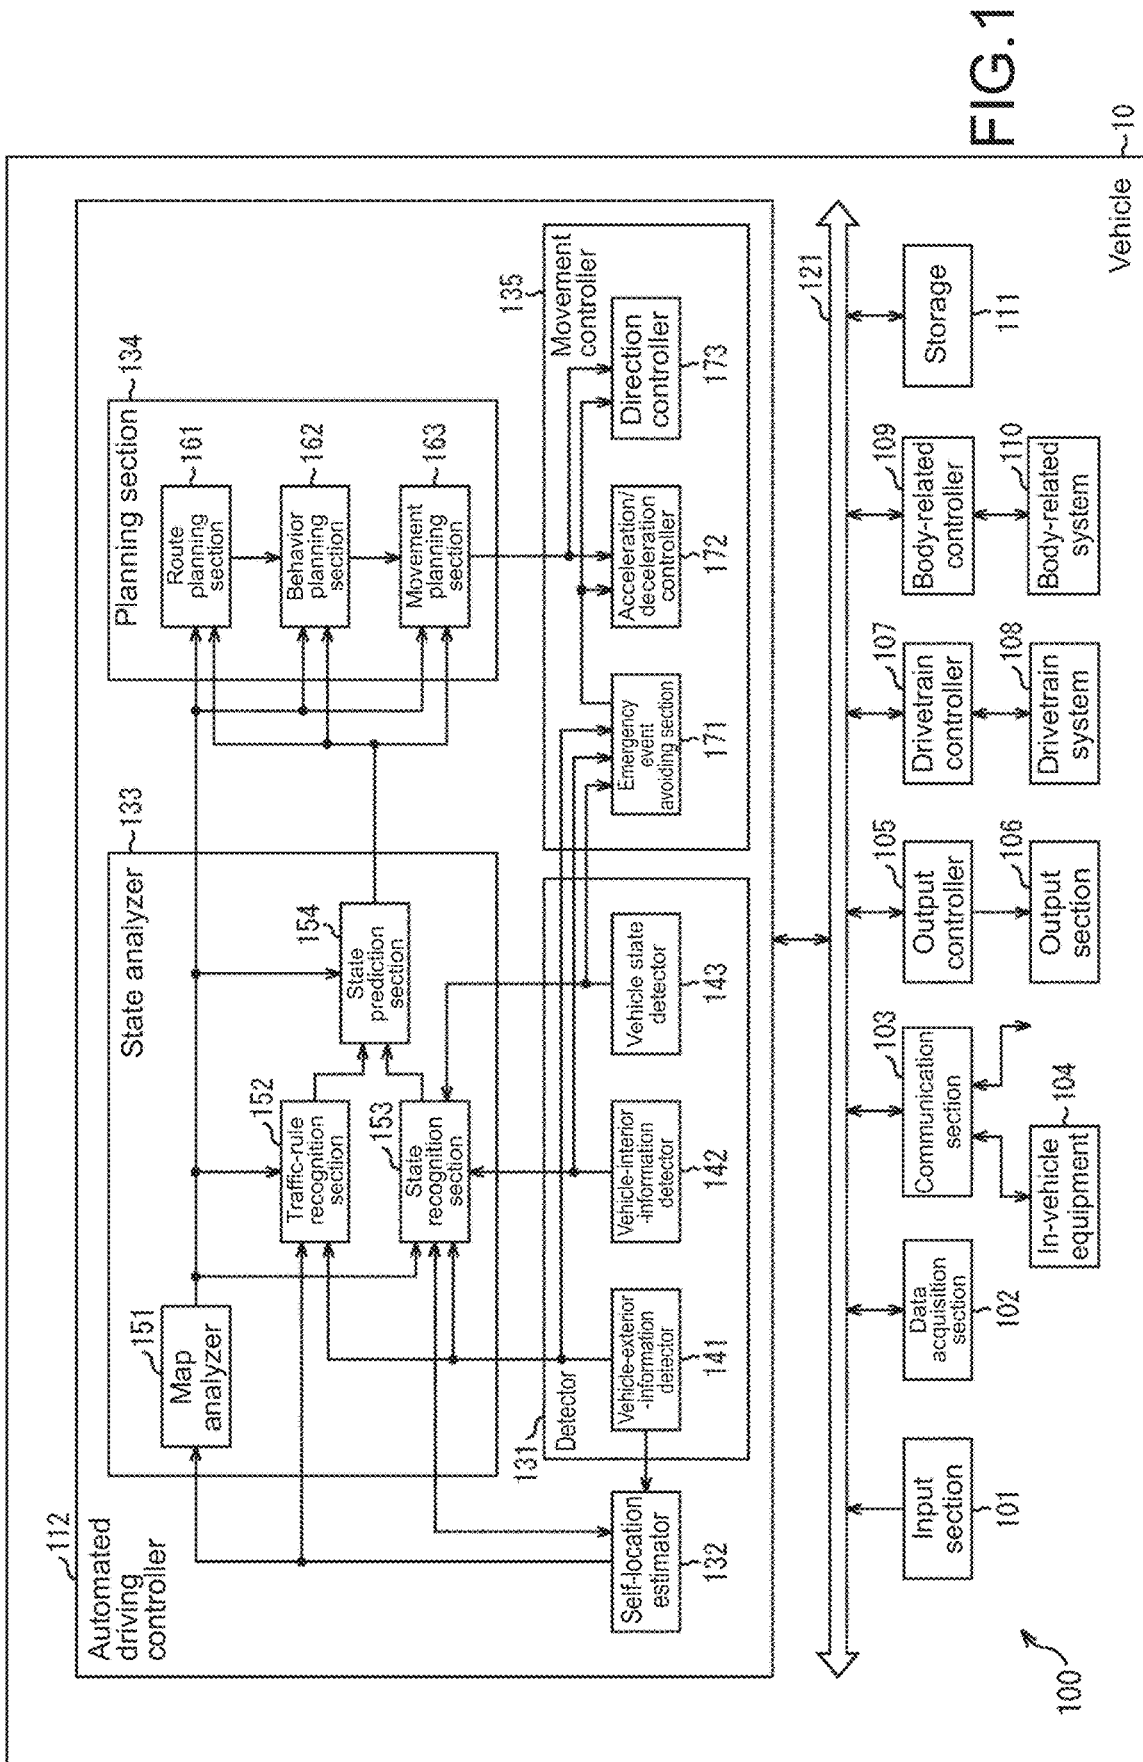 FIG.1
Vehicle
10
100
112
Automated
driving
controller
133
State analyzer
151
Map
analyzer
152
Traffic-rule
recognition
section
153
State
recognition
section
154
State
prediction
section
134
Planning section
161
Route
planning
section
162
Behavior
planning
section
163
Movement
planning
section
131
Detector
Self-location
estimator
132
Vehicle-exterior
-information
detector
141
Vehicle-interior
-information
detector
142
Vehicle state
detector
143
135
Movement
controller
Emergency
event
avoiding section
171
Acceleration/
deceleration
controller
172
Direction
controller
173
121
Input
section
101
Data
acquisition
section
102
103
Communication
section
104
In-vehicle
equipment
105
Output
controller
106
Output
section
107
Drivetrain
controller
108
Drivetrain
system
109
Body-related
controller
110
Body-related
system
Storage
111